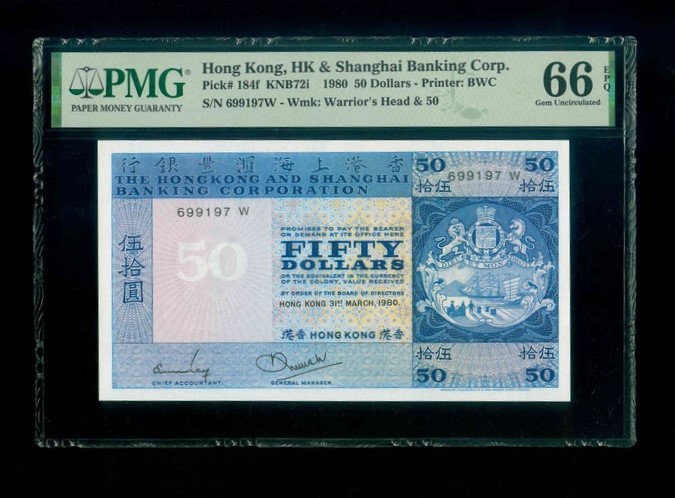 PMG
PAPER MONEY GUARANTY
Hong Kong, HK & Shanghai Banking Corp.
Pick# 184f KNB72i 1980 50 Dollars - Printer: BWC
S/N 699197W - Wmk: Warrior's Head & 50
66 EPQ
Gem Uncirculated
行銀豐滙海上港香
THE HONGKONG AND SHANGHAI
BANKING CORPORATION
50 50
699197 W
拾伍 拾伍
699197 W
伍拾圓
50
PROMISES TO PAY THE BEARER
ON DEMAND AT ITS OFFICE HERE
FIFTY
DOLLARS
OR THE EQUIVALENT IN THE CURRENCY
OF THE COLONY, VALUE RECEIVED
BY ORDER OF THE BOARD OF DIRECTORS
HONG KONG 31ST MARCH, 1980.
港香 HONG KONG 港香
拾伍 拾伍
50 50
CHIEF ACCOUNTANT
GENERAL MANAGER